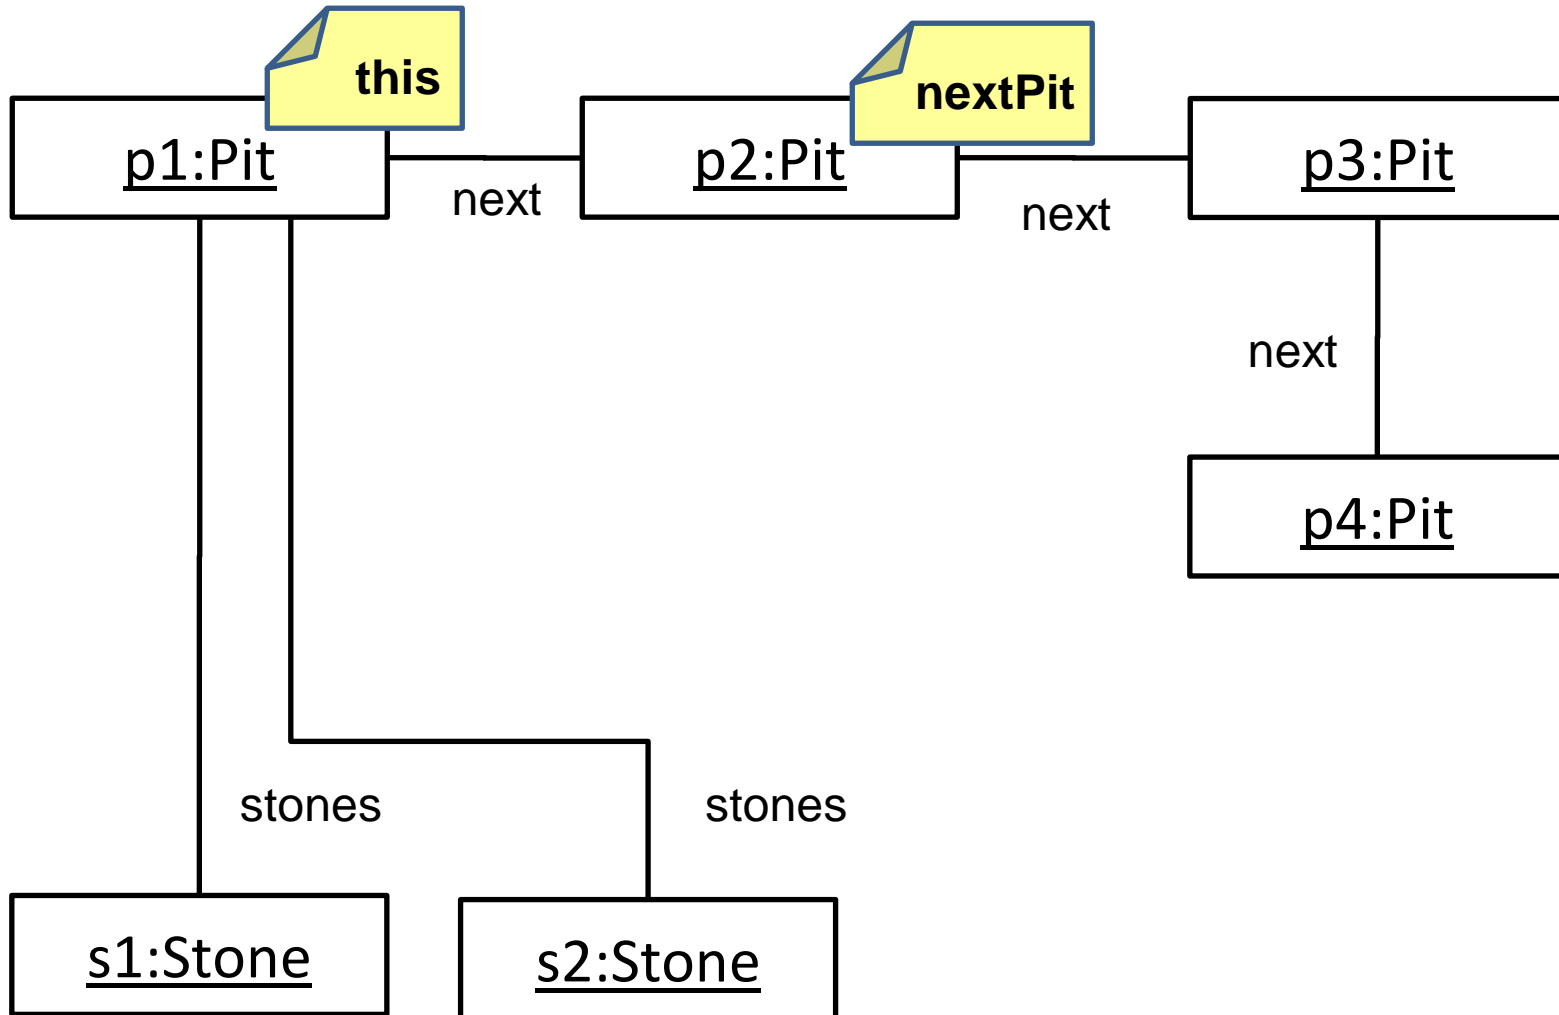 this
nextPit
p1:Pit
p2:Pit
p3:Pit
next
next
next
p4:Pit
stones
stones
s1:Stone
s2:Stone